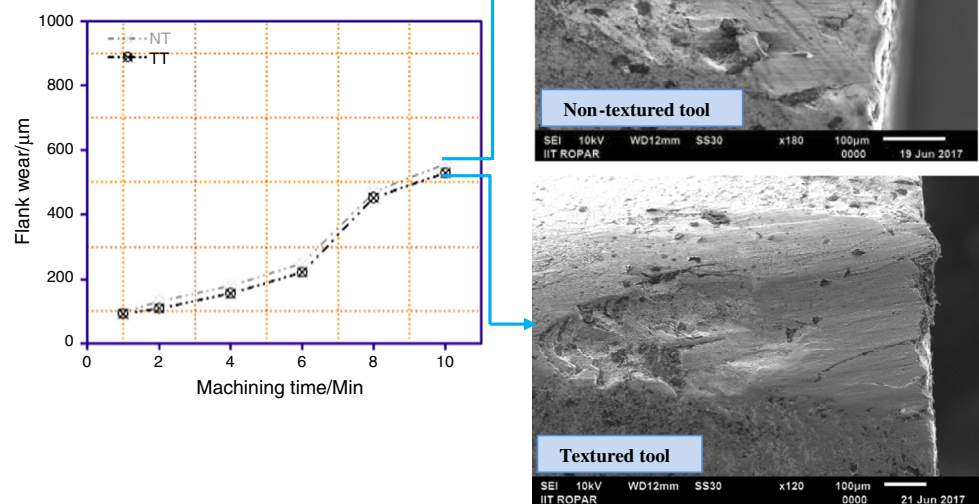 1000
NT
TT
800
600
400
200
0
Flank wear/μm
0 2 4 6 8 10
Machining time/Min
Non-textured tool
SEI 10kV WD12mm SS30 x180 100μm
IIT ROPAR 0000 19 Jun 2017
Textured tool
SEI 10kV WD12mm SS30 x120 100μm
IIT ROPAR 0000 21 Jun 2017